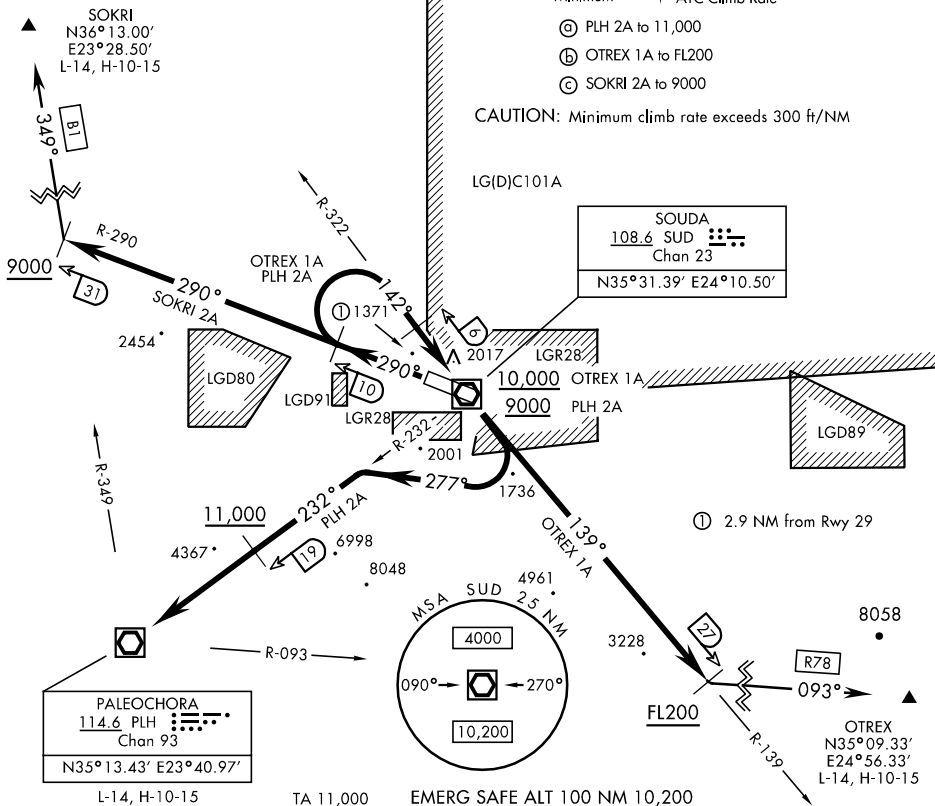 SOKRI
N36°13.00'
E23°28.50'
L-14, H-10-15
ⓐ PLH 2A to 11,000
ⓑ OTREX 1A to FL200
ⓒ SOKRI 2A to 9000
CAUTION: Minimum climb rate exceeds 300 ft/NM
349°
B1
LG(D)C101A
R-322
SOUDA
108.6 SUD
Chan 23
N35°31.39' E24°10.50'
R-290
9000
31
290°
SOKRI 2A
OTREX 1A
PLH 2A
142°
① 1371
2454
6
2017
LGR28
290°
LGD80
LGD91
10
LGR28
10,000 OTREX 1A
9000 PLH 2A
LGD89
R-232
2001
277°
1736
R-349
232°
PLH 2A
11,000
139°
OTREX 1A
① 2.9 NM from Rwy 29
4367
19
6998
8048
4961
MSA SUD 25 NM
4000
090° 270°
10,200
3228
27
8058
R-093
R78
093°
FL200
R-139
PALEOCHORA
114.6 PLH
Chan 93
N35°13.43' E23°40.97'
L-14, H-10-15
OTREX
N35°09.33'
E24°56.33'
L-14, H-10-15
TA 11,000
EMERG SAFE ALT 100 NM 10,200